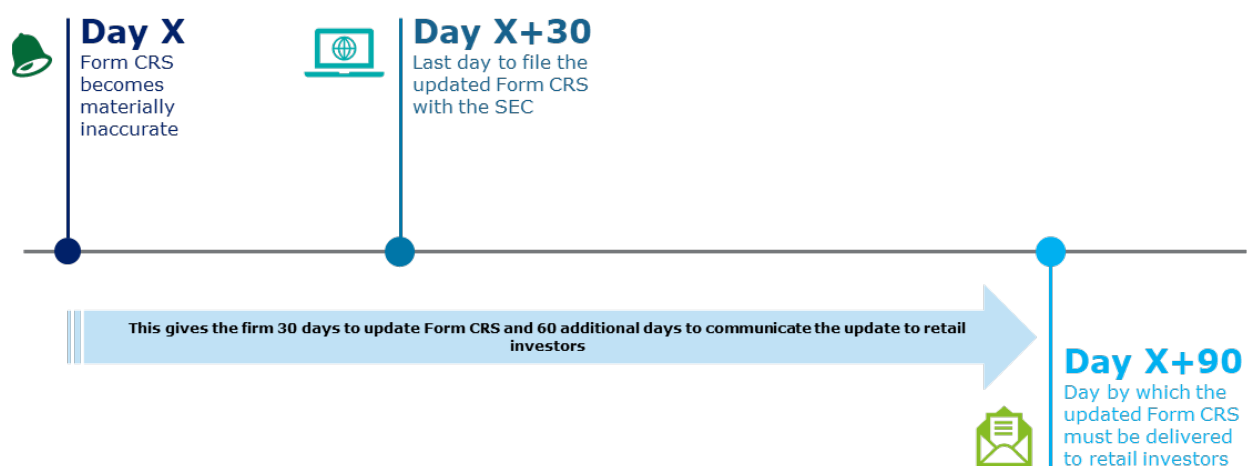 Day X
Form CRS
becomes
materially
inaccurate
Day X+30
Last day to file the
updated Form CRS
with the SEC
This gives the firm 30 days to update Form CRS and 60 additional days to communicate the update to retail
investors
Day X+90
Day by which the
updated Form CRS
must be delivered
to retail investors